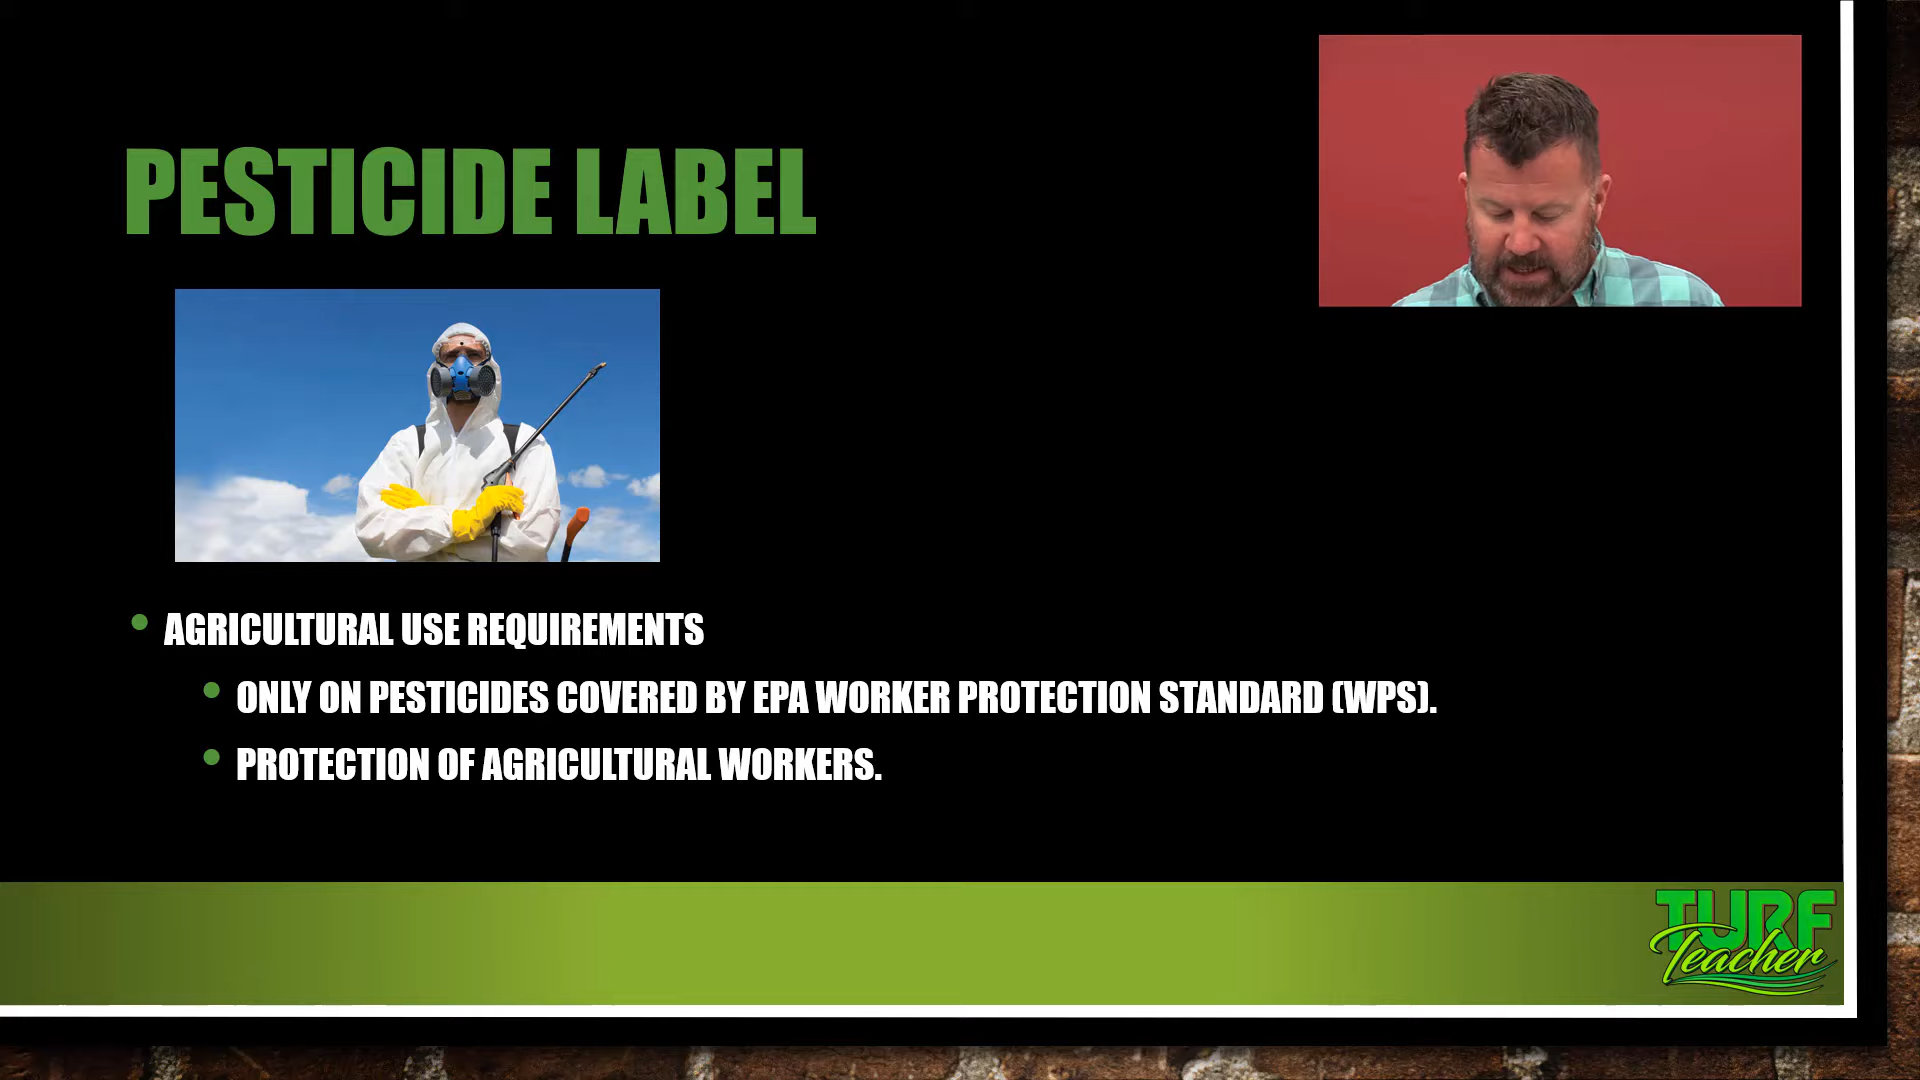 PESTICIDE LABEL
AGRICULTURAL USE REQUIREMENTS
ONLY ON PESTICIDES COVERED BY EPA WORKER PROTECTION STANDARD (WPS).
PROTECTION OF AGRICULTURAL WORKERS.
TURF
Teacher